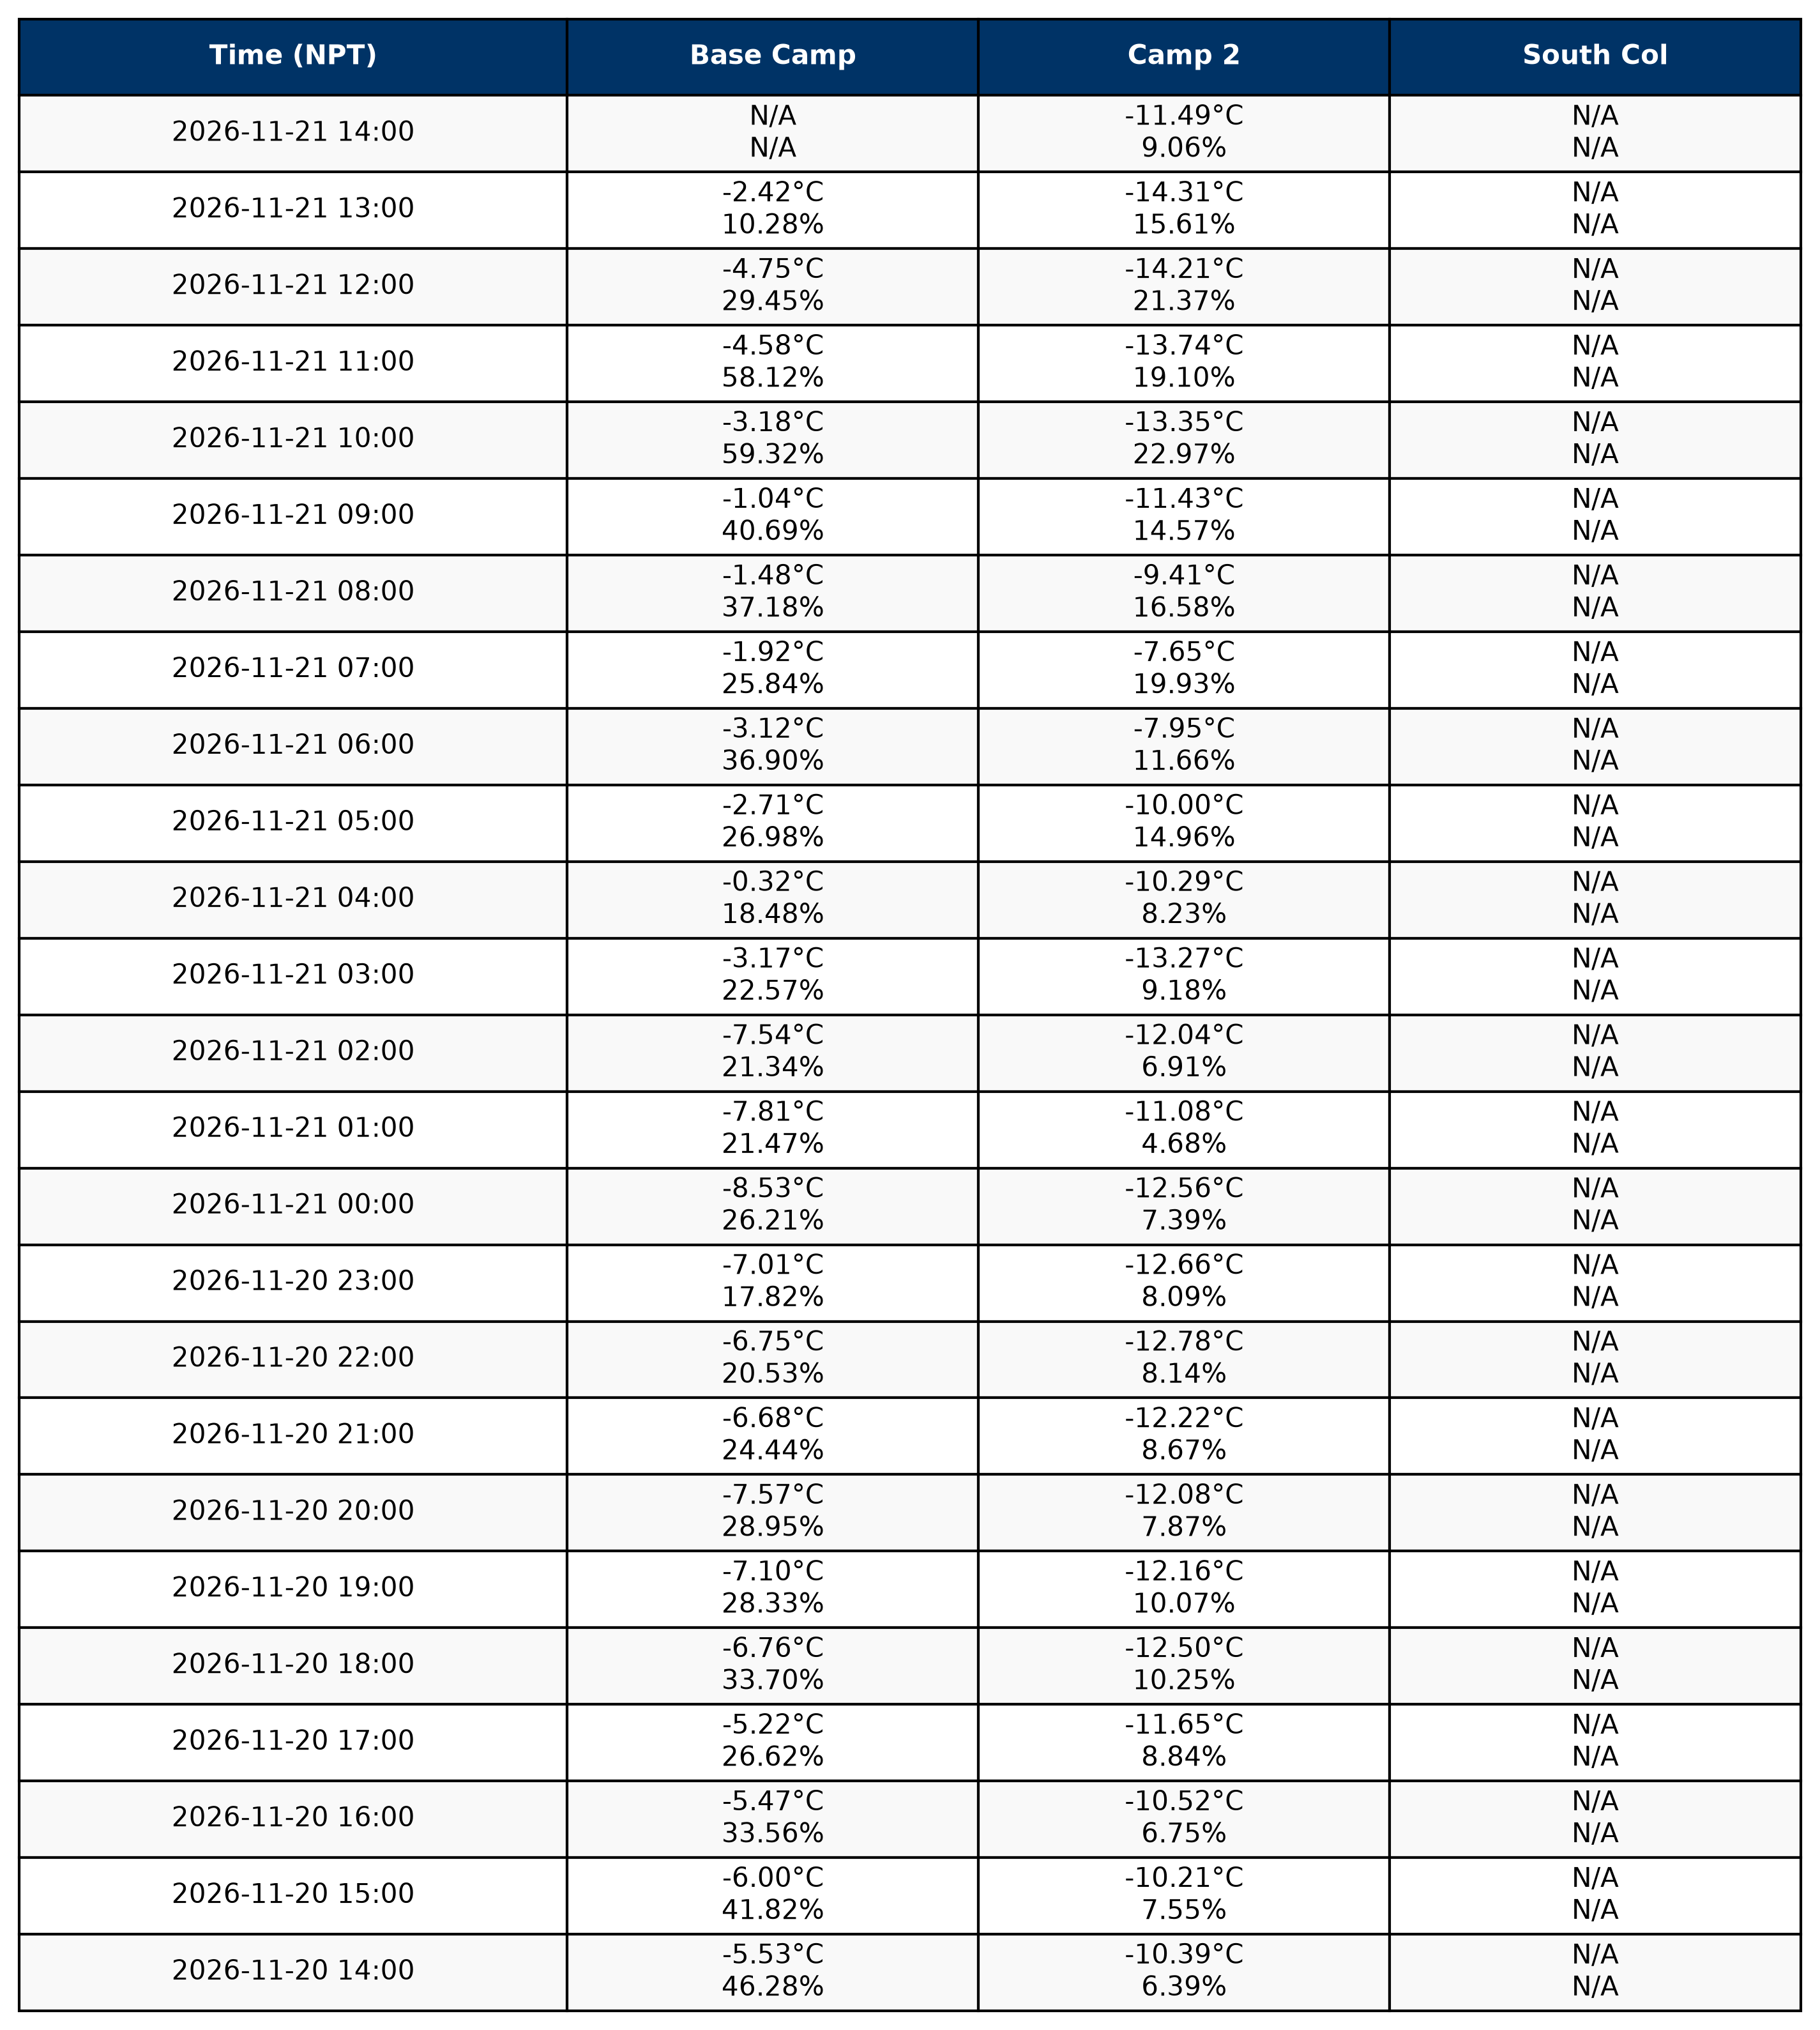 Time (NPT) Base Camp Camp 2 South Col
N/A -11.49°C N/A
2026-11-21 14:00
N/A 9.06% N/A
-2.42°C -14.31°C N/A
2026-11-21 13:00
10.28% 15.61% N/A
-4.75°C -14.21°C N/A
2026-11-21 12:00
29.45% 21.37% N/A
-4.58°C -13.74°C N/A
2026-11-21 11:00
58.12% 19.10% N/A
-3.18°C -13.35°C N/A
2026-11-21 10:00
59.32% 22.97% N/A
-1.04°C -11.43°C N/A
2026-11-21 09:00
40.69% 14.57% N/A
-1.48°C -9.41°C N/A
2026-11-21 08:00
37.18% 16.58% N/A
-1.92°C -7.65°C N/A
2026-11-21 07:00
25.84% 19.93% N/A
-3.12°C -7.95°C N/A
2026-11-21 06:00
36.90% 11.66% N/A
-2.71°C -10.00°C N/A
2026-11-21 05:00
26.98% 14.96% N/A
-0.32°C -10.29°C N/A
2026-11-21 04:00
18.48% 8.23% N/A
-3.17°C -13.27°C N/A
2026-11-21 03:00
22.57% 9.18% N/A
-7.54°C -12.04°C N/A
2026-11-21 02:00
21.34% 6.91% N/A
-7.81°C -11.08°C N/A
2026-11-21 01:00
21.47% 4.68% N/A
-8.53°C -12.56°C N/A
2026-11-21 00:00
26.21% 7.39% N/A
-7.01°C -12.66°C N/A
2026-11-20 23:00
17.82% 8.09% N/A
-6.75°C -12.78°C N/A
2026-11-20 22:00
20.53% 8.14% N/A
-6.68°C -12.22°C N/A
2026-11-20 21:00
24.44% 8.67% N/A
-7.57°C -12.08°C N/A
2026-11-20 20:00
28.95% 7.87% N/A
-7.10°C -12.16°C N/A
2026-11-20 19:00
28.33% 10.07% N/A
-6.76°C -12.50°C N/A
2026-11-20 18:00
33.70% 10.25% N/A
-5.22°C -11.65°C N/A
2026-11-20 17:00
26.62% 8.84% N/A
-5.47°C -10.52°C N/A
2026-11-20 16:00
33.56% 6.75% N/A
-6.00°C -10.21°C N/A
2026-11-20 15:00
41.82% 7.55% N/A
-5.53°C -10.39°C N/A
2026-11-20 14:00
46.28% 6.39% N/A